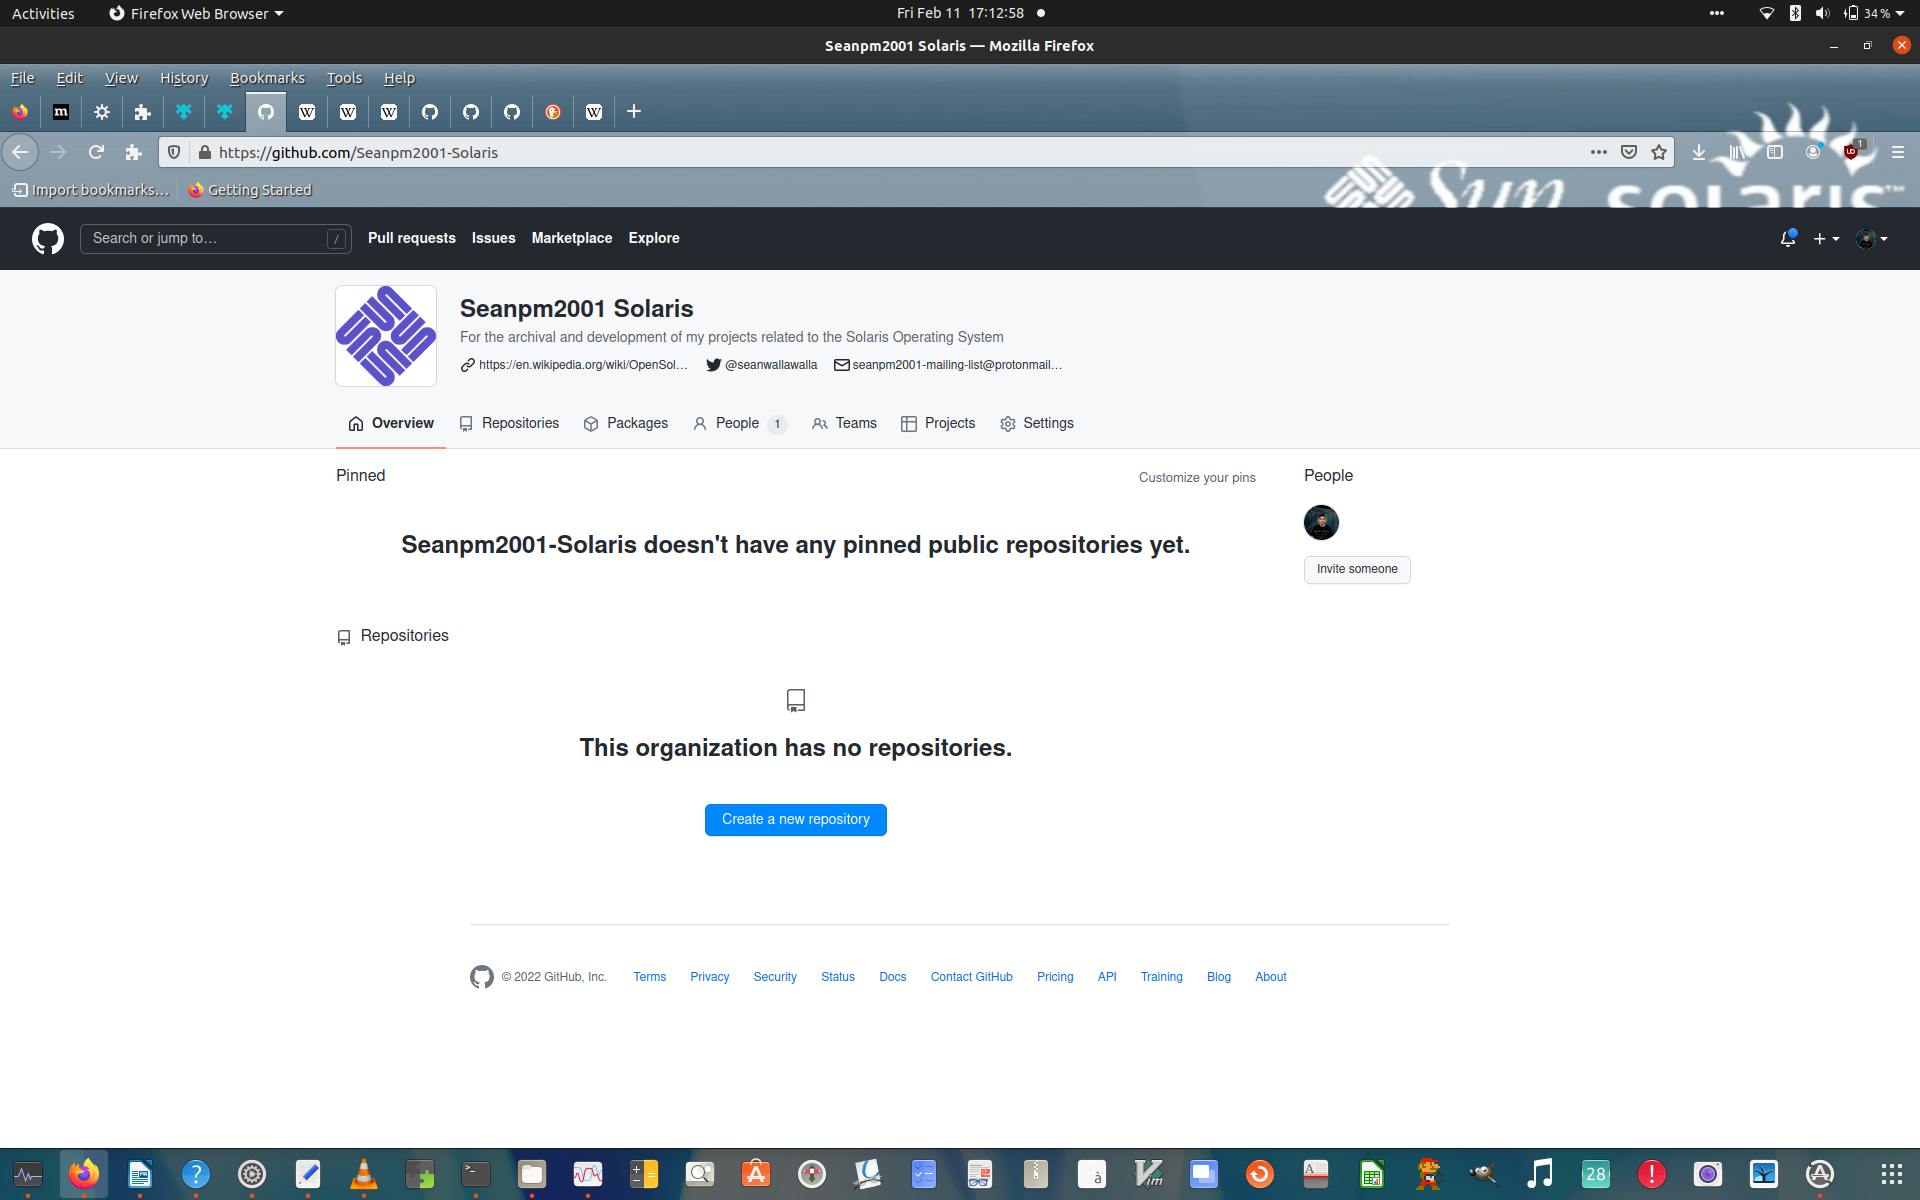 Activities
Firefox Web Browser
Fri Feb 11 17:12:58
34 %
Seanpm2001 Solaris — Mozilla Firefox
File Edit View History Bookmarks Tools Help
https://github.com/Seanpm2001-Solaris
1
Import bookmarks…
Getting Started
Sun
solaris™
Search or jump to…
/
Pull requests
Issues
Marketplace
Explore
Seanpm2001 Solaris
For the archival and development of my projects related to the Solaris Operating System
https://en.wikipedia.org/wiki/OpenSol…
@seanwallawalla
seanpm2001-mailing-list@protonmail…
Overview
Repositories
Packages
People 1
Teams
Projects
Settings
Pinned
Customize your pins
People
Seanpm2001-Solaris doesn't have any pinned public repositories yet.
Invite someone
Repositories
This organization has no repositories.
Create a new repository
© 2022 GitHub, Inc.
Terms
Privacy
Security
Status
Docs
Contact GitHub
Pricing
API
Training
Blog
About
28